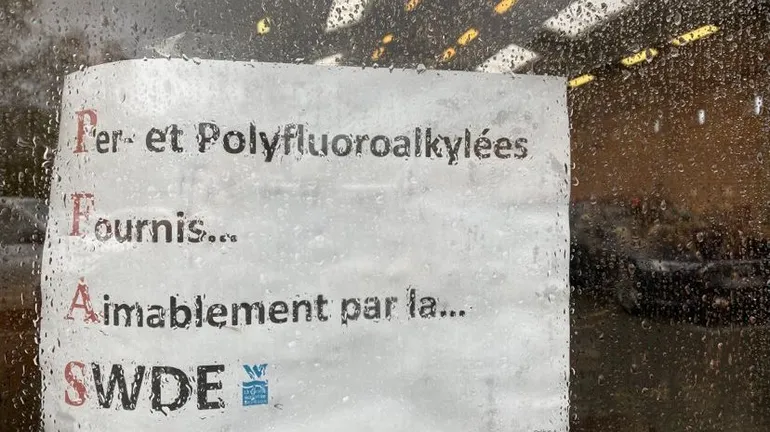 Per- et Polyfluoroalkylées
Fournis...
Aimablement par la...
SWDE